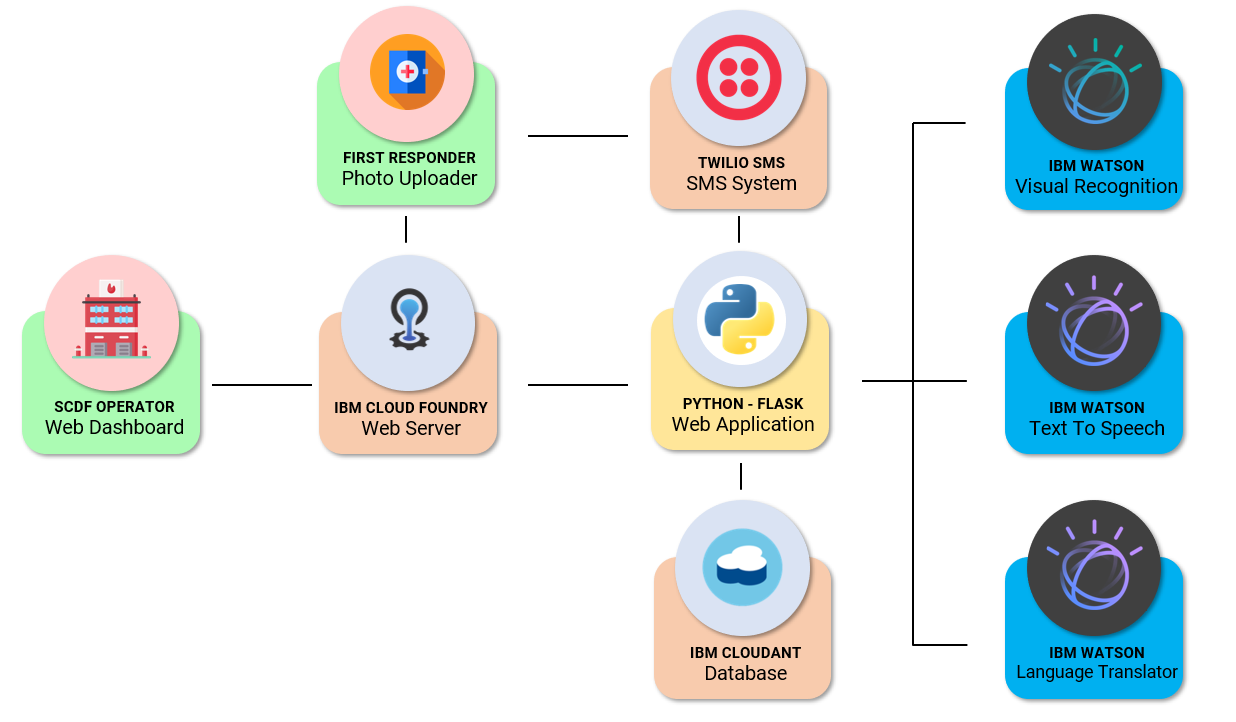 FIRST RESPONDER
Photo Uploader
TWILIO SMS
SMS System
IBM WATSON
Visual Recognition
SCDF OPERATOR
Web Dashboard
IBM CLOUD FOUNDRY
Web Server
PYTHON - FLASK
Web Application
IBM WATSON
Text To Speech
IBM CLOUDANT
Database
IBM WATSON
Language Translator